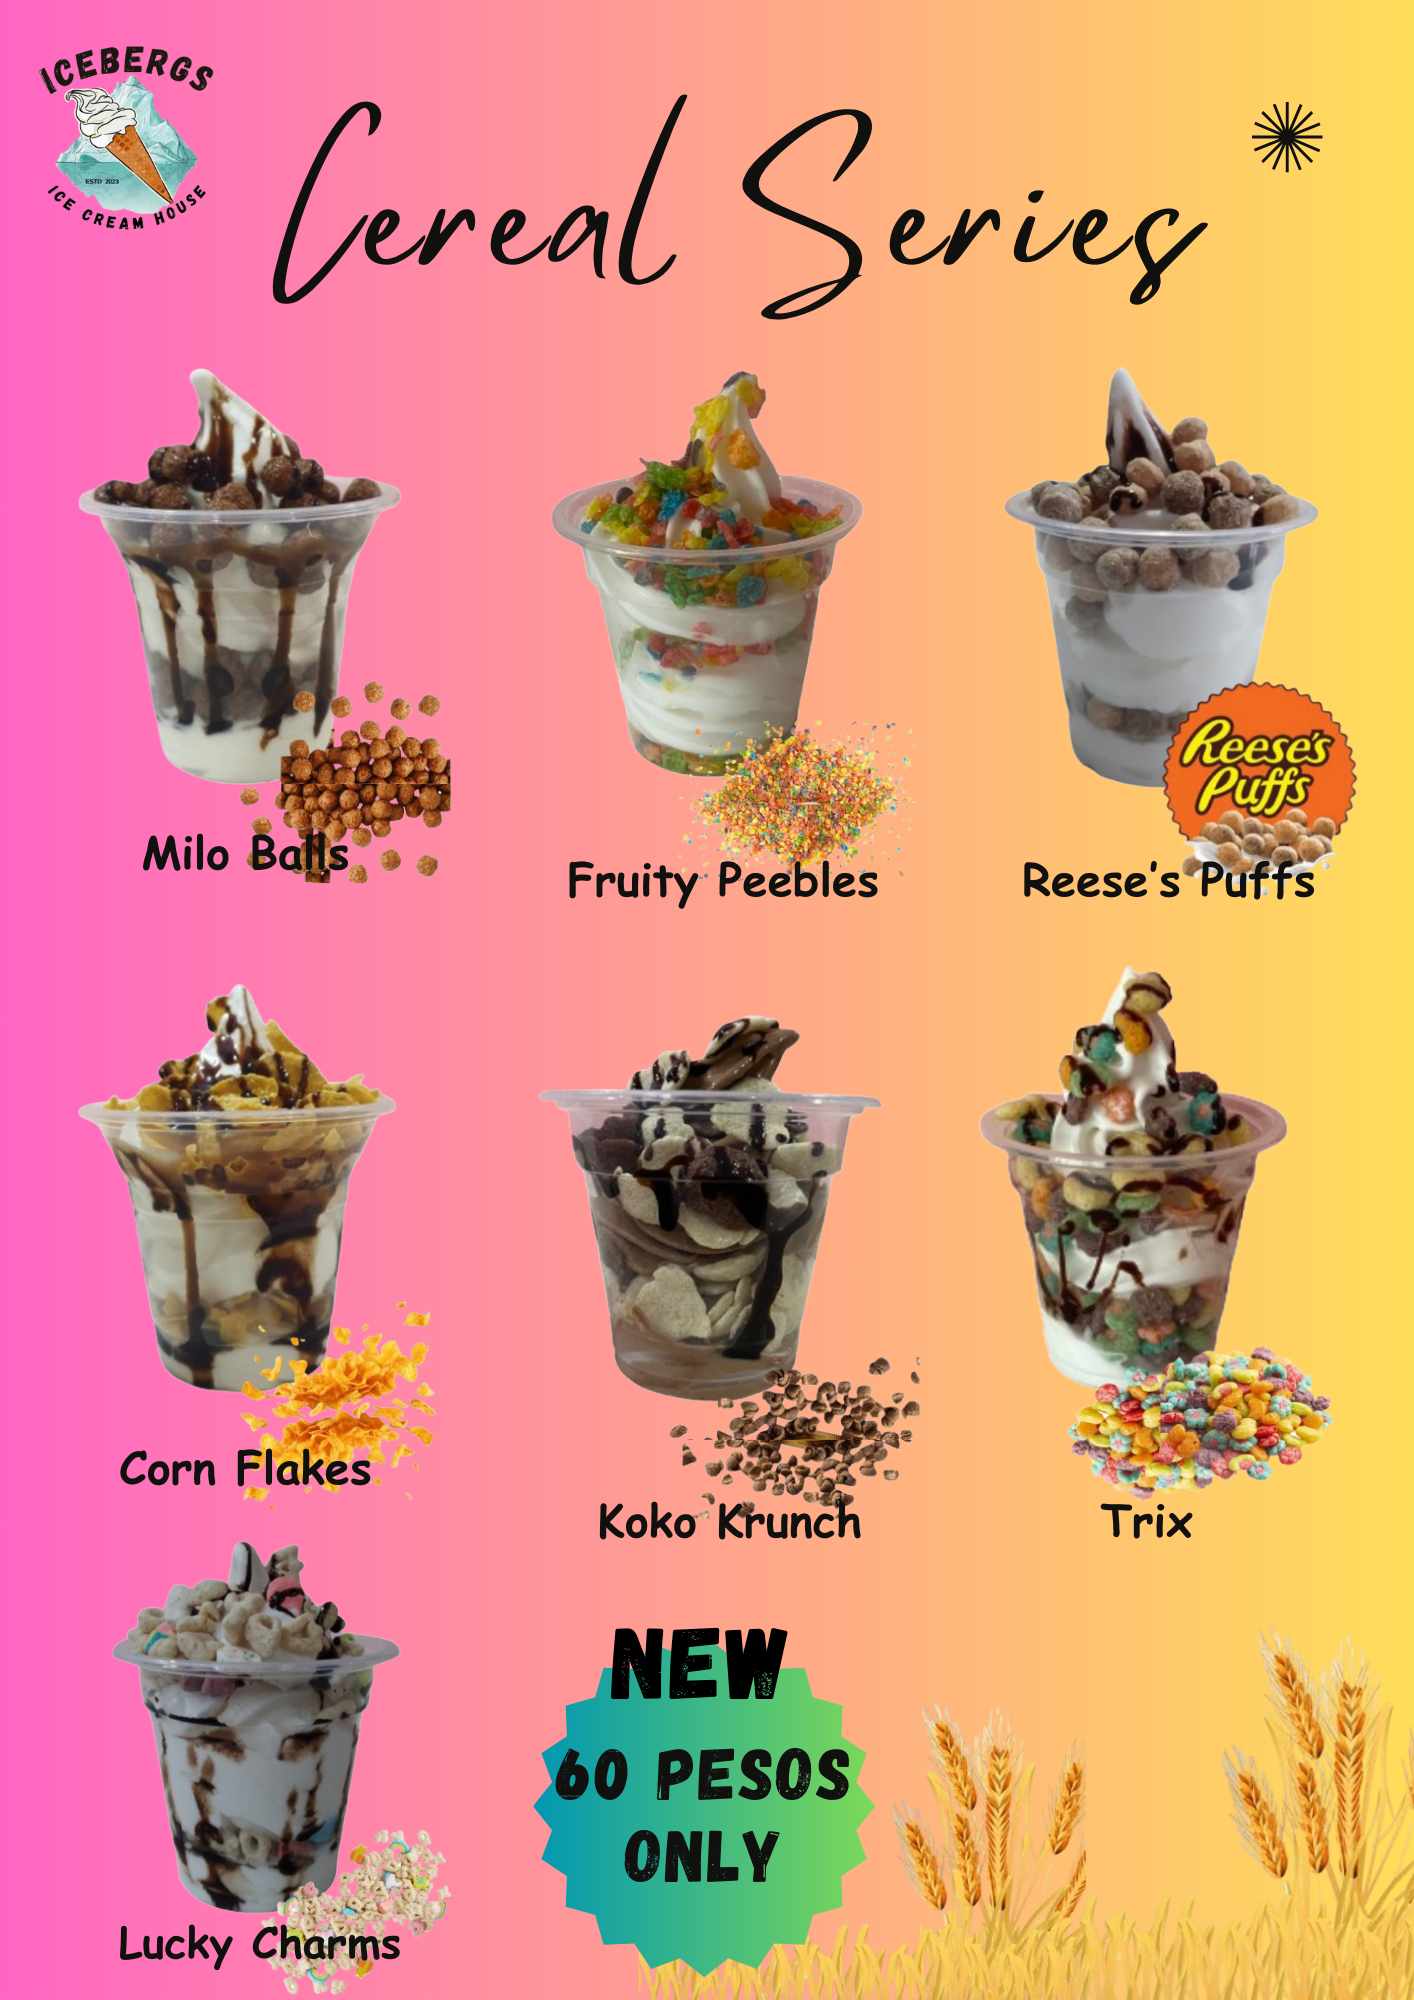 ICEBERGS
ESTD 2023
ICE CREAM HOUSE
Cereal Series
Reese's
Puffs
Milo Balls
Fruity Peebles
Reese's Puffs
Corn Flakes
Koko Krunch
Trix
Lucky Charms
NEW
60 PESOS
ONLY